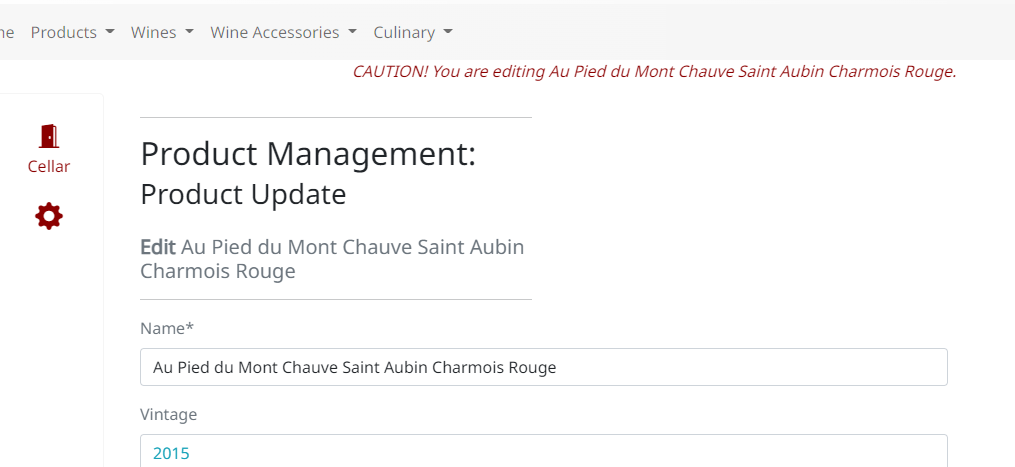 ne Products Wines Wine Accessories Culinary
CAUTION! You are editing Au Pied du Mont Chauve Saint Aubin Charmois Rouge.
Cellar
Product Management:
Product Update
Edit Au Pied du Mont Chauve Saint Aubin
Charmois Rouge
Name*
Au Pied du Mont Chauve Saint Aubin Charmois Rouge
Vintage
2015